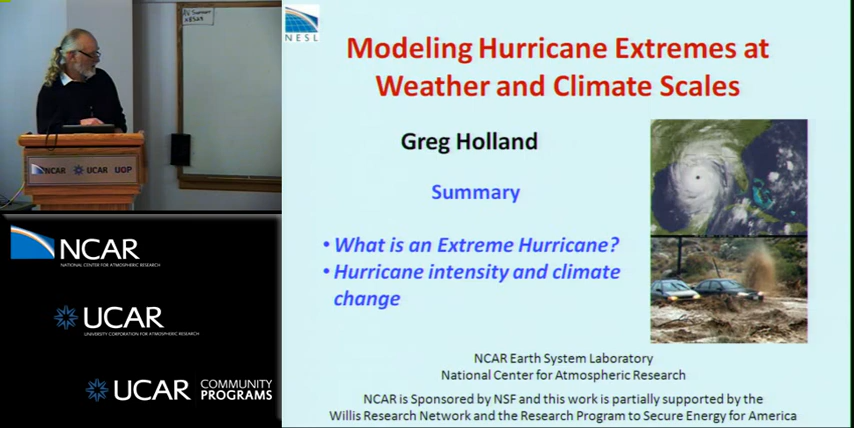 NESL
Modeling Hurricane Extremes at
Weather and Climate Scales
Greg Holland
Summary
• What is an Extreme Hurricane?
• Hurricane intensity and climate
change
NCAR Earth System Laboratory
National Center for Atmospheric Research
NCAR is Sponsored by NSF and this work is partially supported by the
Willis Research Network and the Research Program to Secure Energy for America
NCAR UCAR UOP
NCAR
NATIONAL CENTER FOR ATMOSPHERIC RESEARCH
UCAR
UNIVERSITY CORPORATION FOR ATMOSPHERIC RESEARCH
UCAR COMMUNITY
PROGRAMS